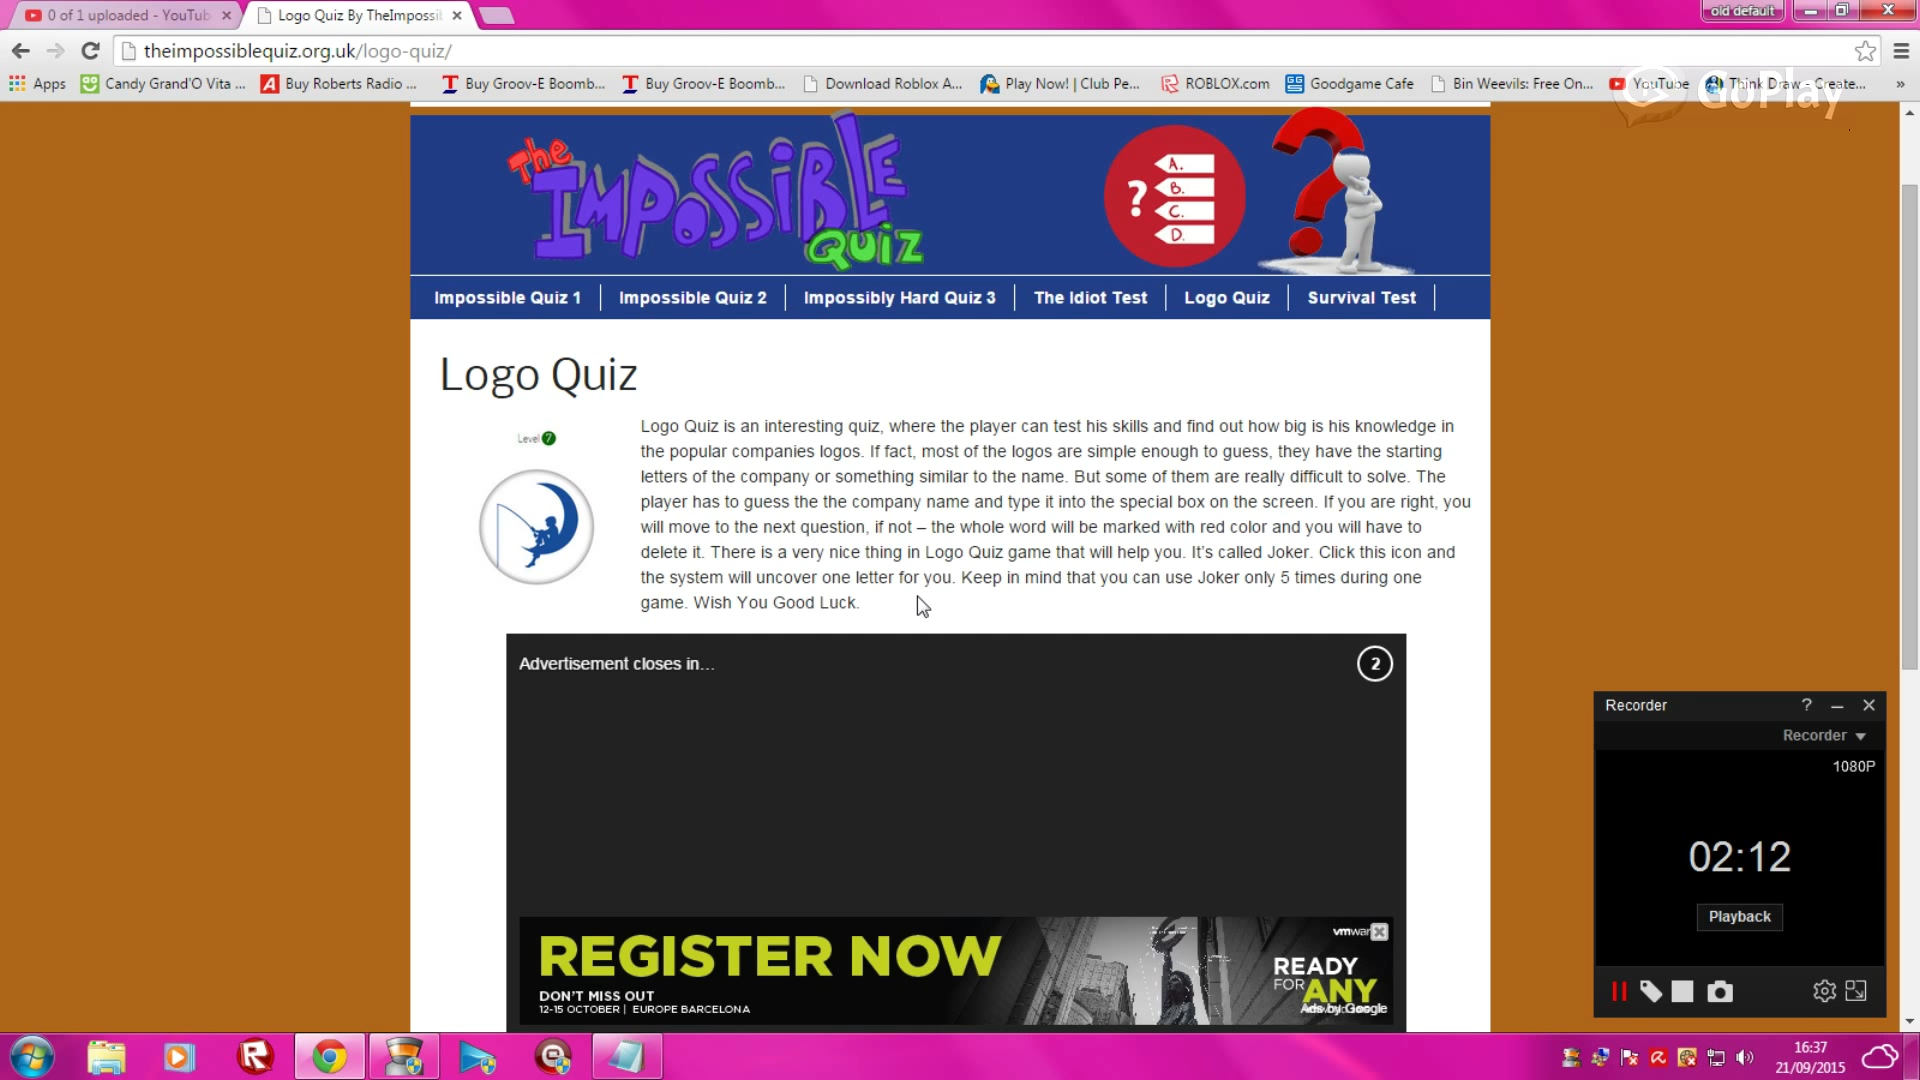 0 of 1 uploaded - YouTub
Logo Quiz By TheImpossib
old default
theimpossiblequiz.org.uk/logo-quiz/
Apps
Candy Grand'O Vita ...
Buy Roberts Radio ...
Buy Groov-E Boomb...
Buy Groov-E Boomb...
Download Roblox A...
Play Now! | Club Pe...
ROBLOX.com
Goodgame Cafe
Bin Weevils: Free On...
YouTube
Think Draw - Create...
»
GoPlay
The Impossible Quiz
? A. B. C. D.
Impossible Quiz 1
Impossible Quiz 2
Impossibly Hard Quiz 3
The Idiot Test
Logo Quiz
Survival Test
Logo Quiz
Level 7
Logo Quiz is an interesting quiz, where the player can test his skills and find out how big is his knowledge in
the popular companies logos. If fact, most of the logos are simple enough to guess, they have the starting
letters of the company or something similar to the name. But some of them are really difficult to solve. The
player has to guess the the company name and type it into the special box on the screen. If you are right, you
will move to the next question, if not – the whole word will be marked with red color and you will have to
delete it. There is a very nice thing in Logo Quiz game that will help you. It's called Joker. Click this icon and
the system will uncover one letter for you. Keep in mind that you can use Joker only 5 times during one
game. Wish You Good Luck.
Advertisement closes in...
2
REGISTER NOW
DON'T MISS OUT
12-15 OCTOBER | EUROPE BARCELONA
vmwar
READY
FOR ANY
Ads by Google
Recorder
?
Recorder
1080P
02:12
Playback
16:37
21/09/2015